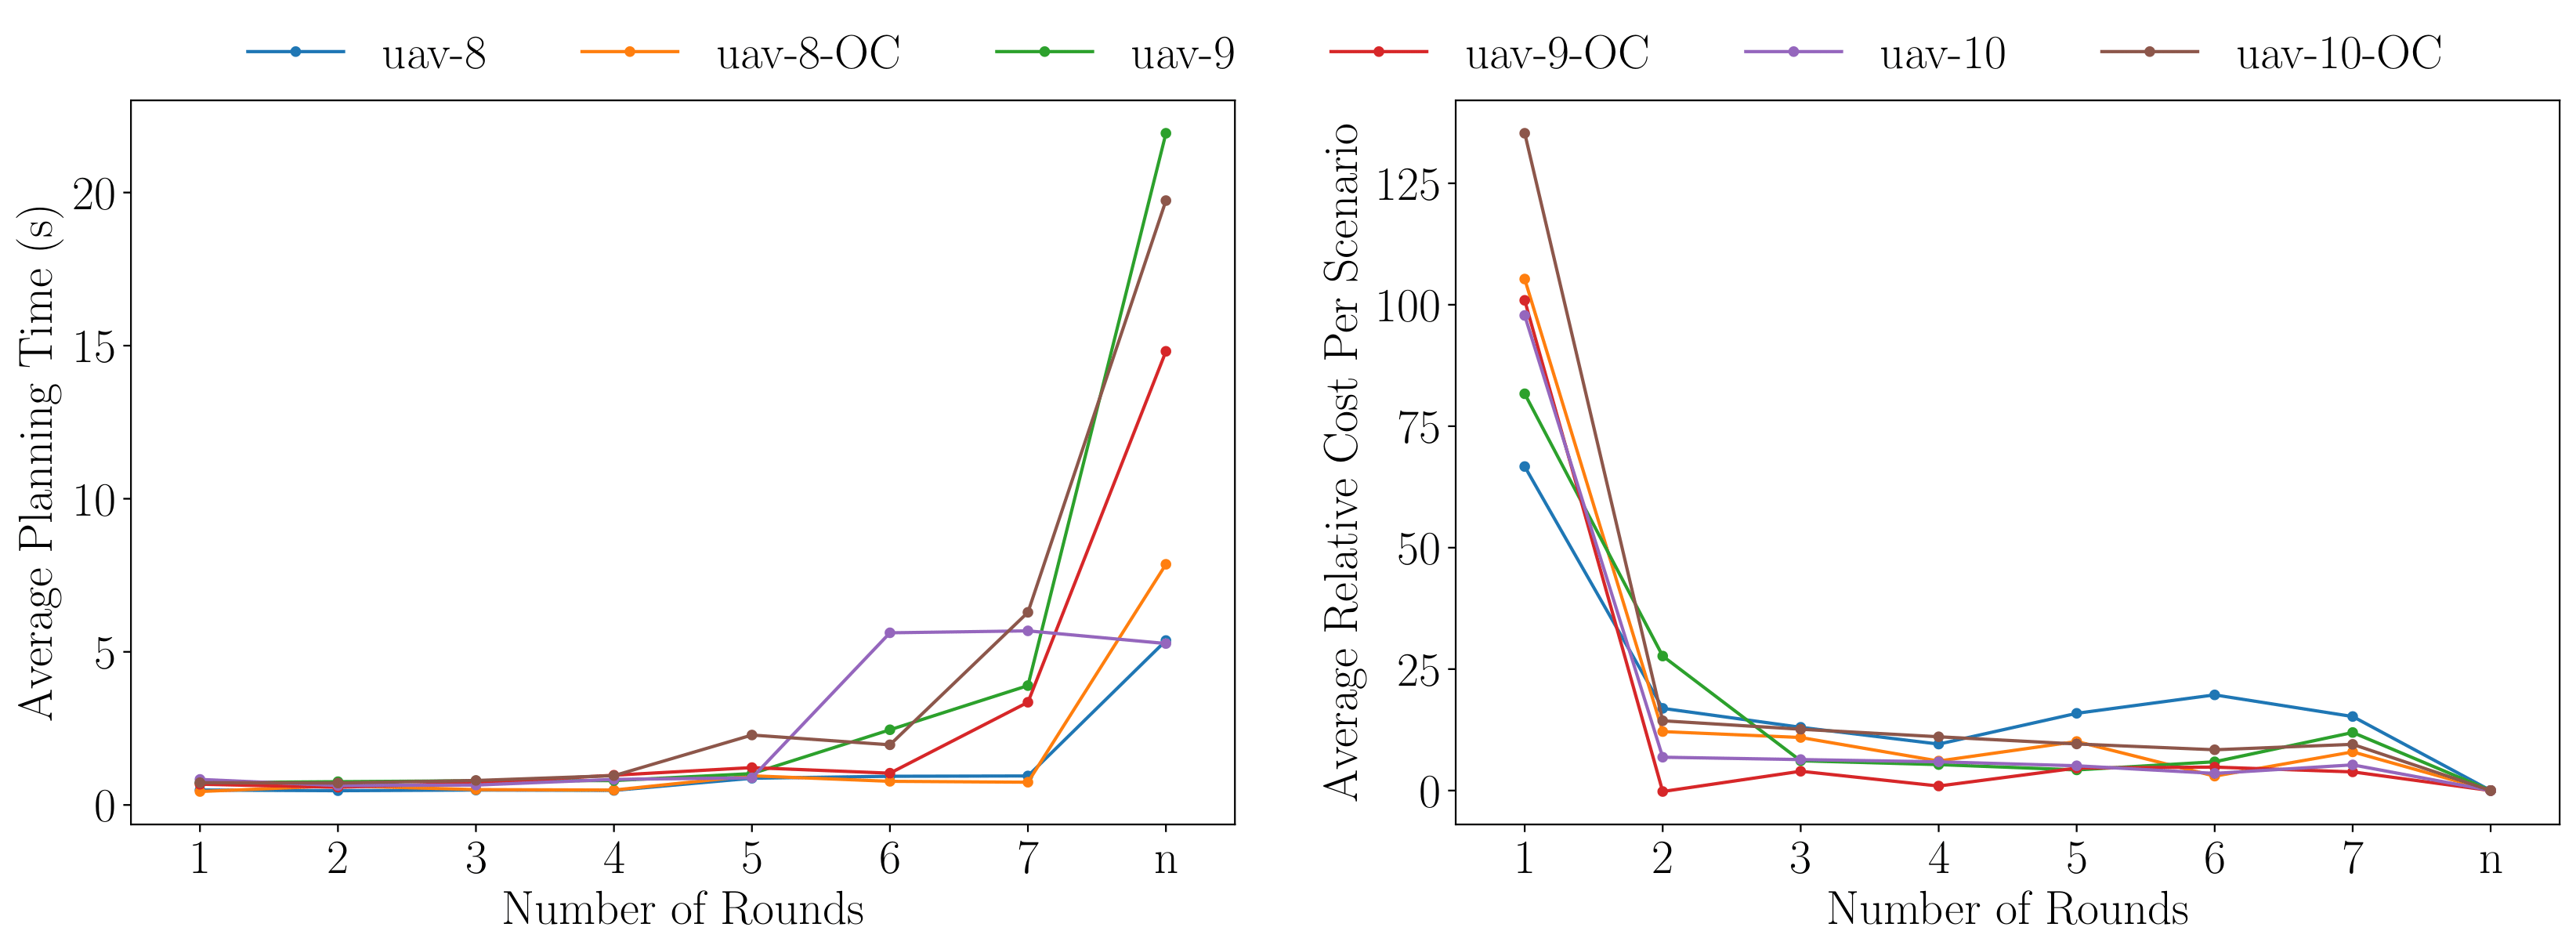 uav-8 uav-8-OC uav-9 uav-9-OC uav-10 uav-10-OC
Average Planning Time (s)
20
15
10
5
0
1 2 3 4 5 6 7 n
Number of Rounds
Average Relative Cost Per Scenario
125
100
75
50
25
0
1 2 3 4 5 6 7 n
Number of Rounds